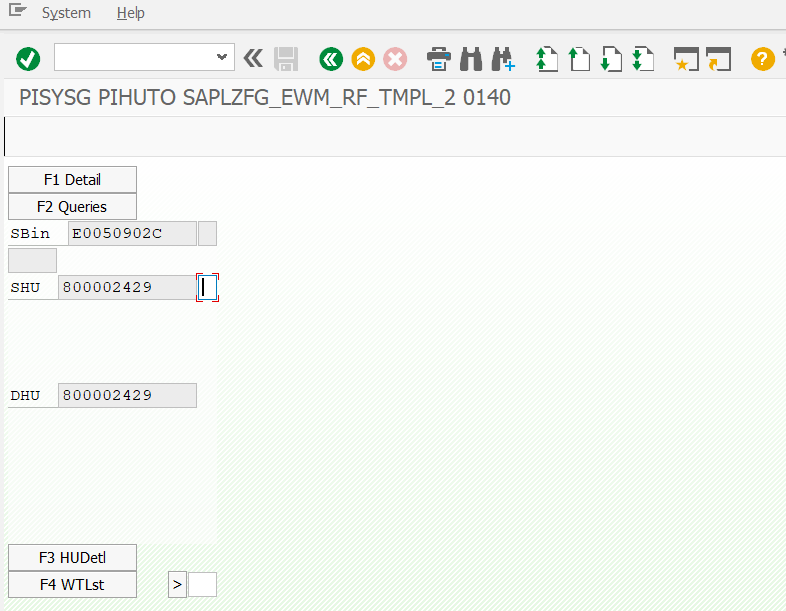 System Help
PISYSG PIHUTO SAPLZFG_EWM_RF_TMPL_2 0140
F1 Detail
F2 Queries
SBin E0050902C
SHU 800002429
DHU 800002429
F3 HUDetl
F4 WTLst >